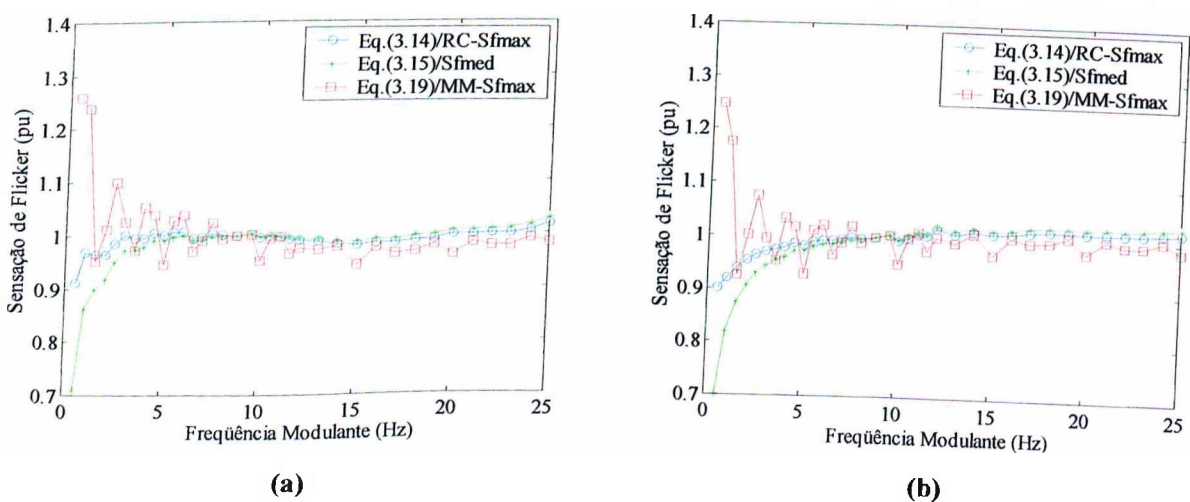 1.4
1.3
1.2
1.1
1
0.9
0.8
0.7
Sensação de Flicker (pu)
Eq.(3.14)/RC-Sfmax
Eq.(3.15)/Sfmed
Eq.(3.19)/MM-Sfmax
0 5 10 15 20 25
Freqüência Modulante (Hz)
(a)
1.4
1.3
1.2
1.1
1
0.9
0.8
0.7
Sensação de Flicker (pu)
Eq.(3.14)/RC-Sfmax
Eq.(3.15)/Sfmed
Eq.(3.19)/MM-Sfmax
0 5 10 15 20 25
Freqüência Modulante (Hz)
(b)